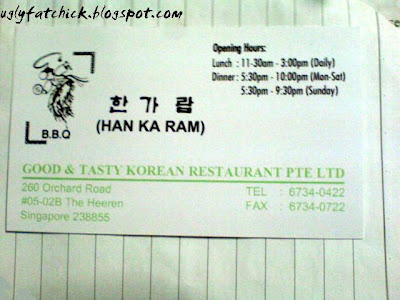 uglyfatchick.blogspot.com
Opening Hours:
Lunch : 11-30am - 3:00pm (Daily)
Dinner : 5:30pm - 10:00pm (Mon-Sat)
5:30pm - 9:30pm (Sunday)
B.B.Q
한가람
(HAN KA RAM)
GOOD & TASTY KOREAN RESTAURANT PTE LTD
260 Orchard Road
#05-02B The Heeren
Singapore 238855
TEL : 6734-0422
FAX : 6734-0722